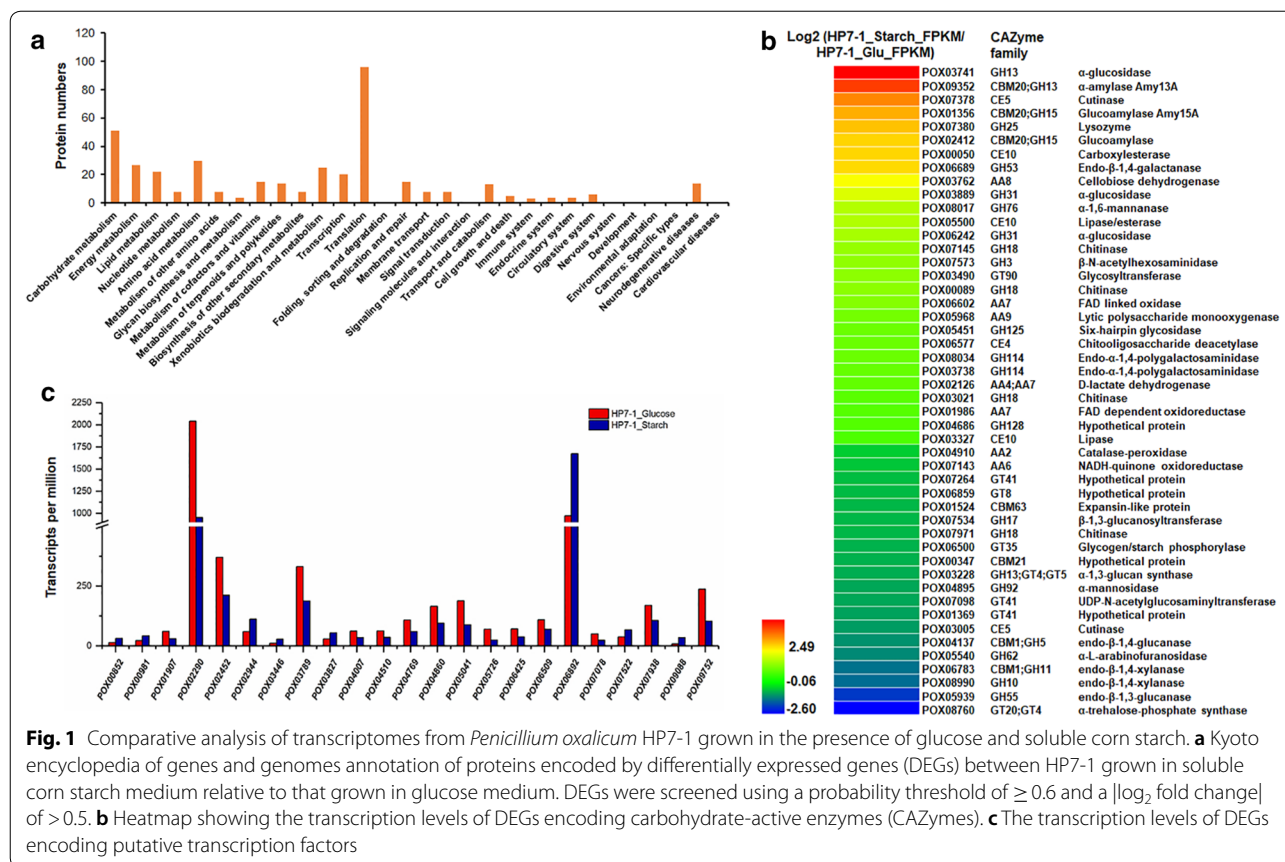 a
Protein numbers
120
100
80
60
40
20
0
Carbohydrate metabolism
Energy metabolism
Lipid metabolism
Nucleotide metabolism
Amino acid metabolism
Metabolism of other amino acids
Glycan biosynthesis and metabolism
Metabolism of cofactors and vitamins
Metabolism of terpenoids and polyketides
Biosynthesis of other secondary metabolites
Xenobiotics biodegradation and metabolism
Transcription
Translation
Folding, sorting and degradation
Replication and repair
Membrane transport
Signal transduction
Signaling molecules and interaction
Transport and catabolism
Cell growth and death
Immune system
Endocrine system
Circulatory system
Digestive system
Nervous system
Development
Environmental adaptation
Cancers: Specific types
Neurodegenerative diseases
Cardiovascular diseases
b
Log2 (HP7-1_Starch_FPKM/
HP7-1_Glu_FPKM)
CAZyme
family
POX03741 GH13 α-glucosidase
POX09352 CBM20;GH13 α-amylase Amy13A
POX07378 CE5 Cutinase
POX01356 CBM20;GH15 Glucoamylase Amy15A
POX07380 GH25 Lysozyme
POX02412 CBM20;GH15 Glucoamylase
POX00050 CE10 Carboxylesterase
POX06689 GH53 Endo-β-1,4-galactanase
POX03762 AA8 Cellobiose dehydrogenase
POX03889 GH31 α-glucosidase
POX08017 GH76 α-1,6-mannanase
POX05500 CE10 Lipase/esterase
POX06242 GH31 α-glucosidase
POX07145 GH18 Chitinase
POX07573 GH3 β-N-acetylhexosaminidase
POX03490 GT90 Glycosyltransferase
POX00089 GH18 Chitinase
POX06602 AA7 FAD linked oxidase
POX05968 AA9 Lytic polysaccharide monooxygenase
POX05451 GH125 Six-hairpin glycosidase
POX06577 CE4 Chitooligosaccharide deacetylase
POX08034 GH114 Endo-α-1,4-polygalactosaminidase
POX03738 GH114 Endo-α-1,4-polygalactosaminidase
POX02126 AA4;AA7 D-lactate dehydrogenase
POX03021 GH18 Chitinase
POX01986 AA7 FAD dependent oxidoreductase
POX04686 GH128 Hypothetical protein
POX03327 CE10 Lipase
POX04910 AA2 Catalase-peroxidase
POX07143 AA6 NADH-quinone oxidoreductase
POX07264 GT41 Hypothetical protein
POX06859 GT8 Hypothetical protein
POX01524 CBM63 Expansin-like protein
POX07534 GH17 β-1,3-glucanosyltransferase
POX07971 GH18 Chitinase
POX06500 GT35 Glycogen/starch phosphorylase
POX00347 CBM21 Hypothetical protein
POX03228 GH13;GT4;GT5 α-1,3-glucan synthase
POX04895 GH92 α-mannosidase
POX07098 GT41 UDP-N-acetylglucosaminyltransferase
POX01369 GT41 Hypothetical protein
POX03005 CE5 Cutinase
POX04137 CBM1;GH5 endo-β-1,4-glucanase
POX05540 GH62 α-L-arabinofuranosidase
POX06783 CBM1;GH11 endo-β-1,4-xylanase
POX08990 GH10 endo-β-1,4-xylanase
POX05939 GH55 endo-β-1,3-glucanase
POX08760 GT20;GT4 α-trehalose-phosphate synthase
2.49
-0.06
-2.60
c
Transcripts per million
2250
2000
1750
1500
1250
1000
250
0
HP7-1_Glucose
HP7-1_Starch
POX00852
POX00981
POX01907
POX02280
POX02452
POX02944
POX03446
POX03789
POX03827
POX04007
POX04510
POX04769
POX04860
POX05041
POX05726
POX06425
POX06509
POX06892
POX07078
POX07522
POX07938
POX09088
POX09752
Fig. 1 Comparative analysis of transcriptomes from Penicillium oxalicum HP7-1 grown in the presence of glucose and soluble corn starch. a Kyoto
encyclopedia of genes and genomes annotation of proteins encoded by differentially expressed genes (DEGs) between HP7-1 grown in soluble
corn starch medium relative to that grown in glucose medium. DEGs were screened using a probability threshold of ≥ 0.6 and a |log₂ fold change|
of > 0.5. b Heatmap showing the transcription levels of DEGs encoding carbohydrate-active enzymes (CAZymes). c The transcription levels of DEGs
encoding putative transcription factors